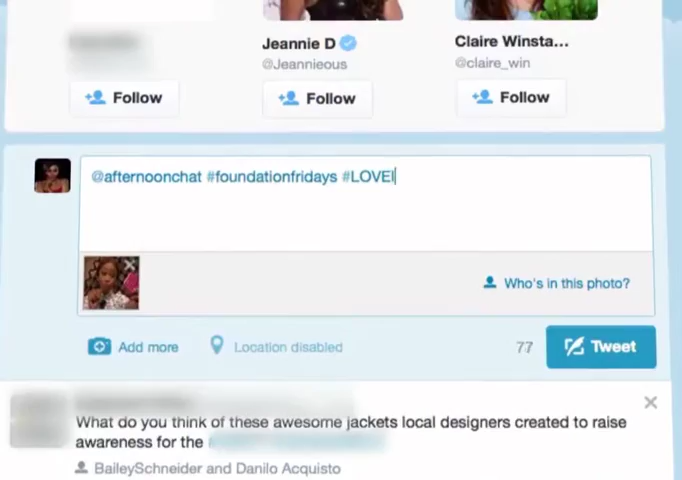 Jeannie D
Claire Winsta...
@Jeannieous
@claire_win
Follow
Follow
Follow
@afternoonchat #foundationfridays #LOVEI
Who's in this photo?
Add more
Location disabled
77
Tweet
What do you think of these awesome jackets local designers created to raise
awareness for the
BaileySchneider and Danilo Acquisto